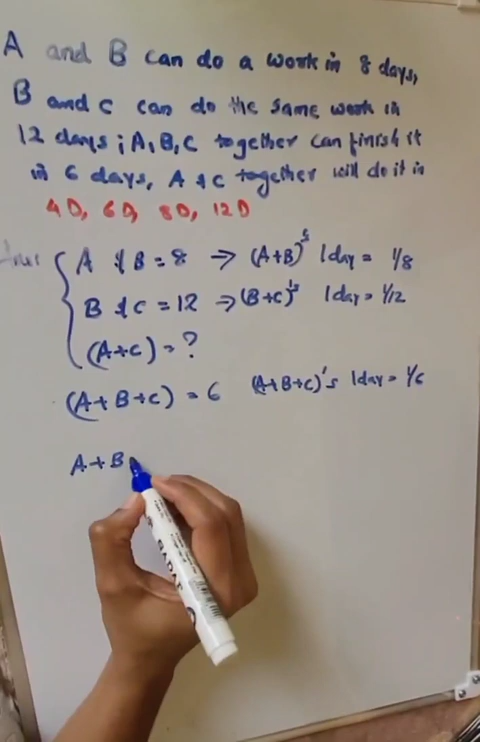 A and B can do a work in 8 days,
B and C can do the same work in
12 days ; A, B, C together can finish it
in 6 days, A & C together will do it in
4 D, 6 D, 8 D, 12 D
A & B = 8 → (A+B)'s 1 day = 1/8
B & C = 12 → (B+C)'s 1 day = 1/12
(A+C) = ?
(A+B+C) = 6 (A+B+C)'s 1 day = 1/6
A+B